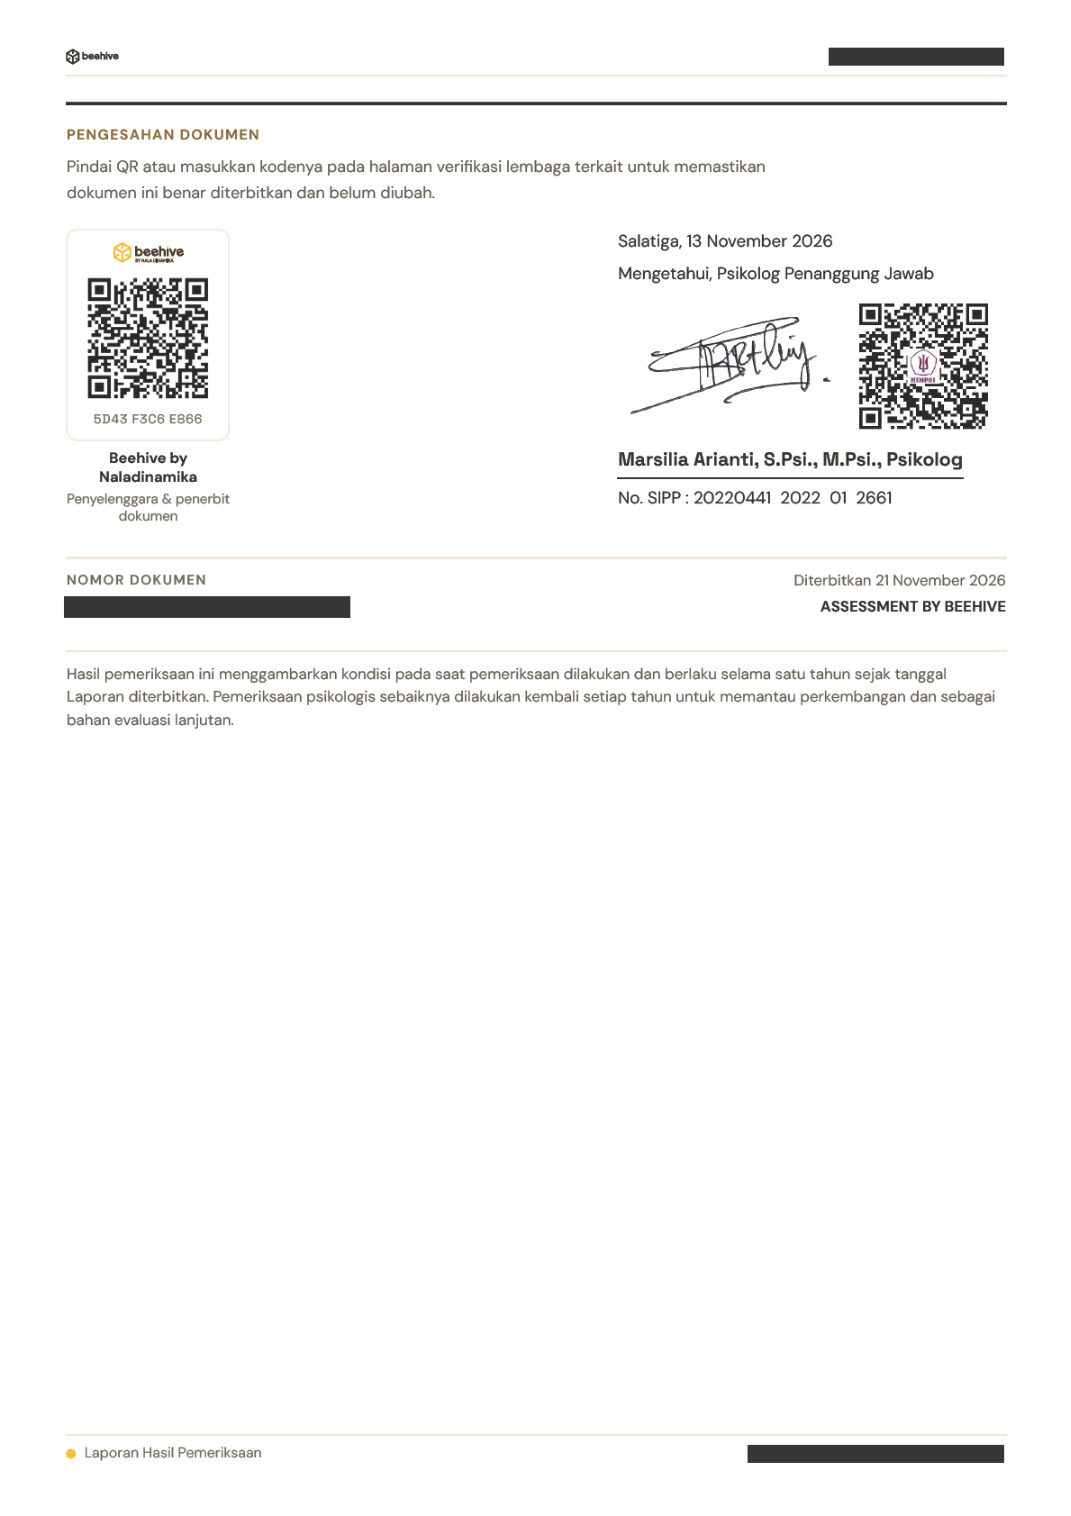 beehive
PENGESAHAN DOKUMEN
Pindai QR atau masukkan kodenya pada halaman verifikasi lembaga terkait untuk memastikan
dokumen ini benar diterbitkan dan belum diubah.
beehive
BY NALADINAMIKA
5D43 F3C6 E866
Beehive by
Naladinamika
Penyelenggara & penerbit
dokumen
Salatiga, 13 November 2026
Mengetahui, Psikolog Penanggung Jawab
HIMPSI
Marsilia Arianti, S.Psi., M.Psi., Psikolog
No. SIPP : 20220441 2022 01 2661
NOMOR DOKUMEN
Diterbitkan 21 November 2026
ASSESSMENT BY BEEHIVE
Hasil pemeriksaan ini menggambarkan kondisi pada saat pemeriksaan dilakukan dan berlaku selama satu tahun sejak tanggal
Laporan diterbitkan. Pemeriksaan psikologis sebaiknya dilakukan kembali setiap tahun untuk memantau perkembangan dan sebagai
bahan evaluasi lanjutan.
Laporan Hasil Pemeriksaan